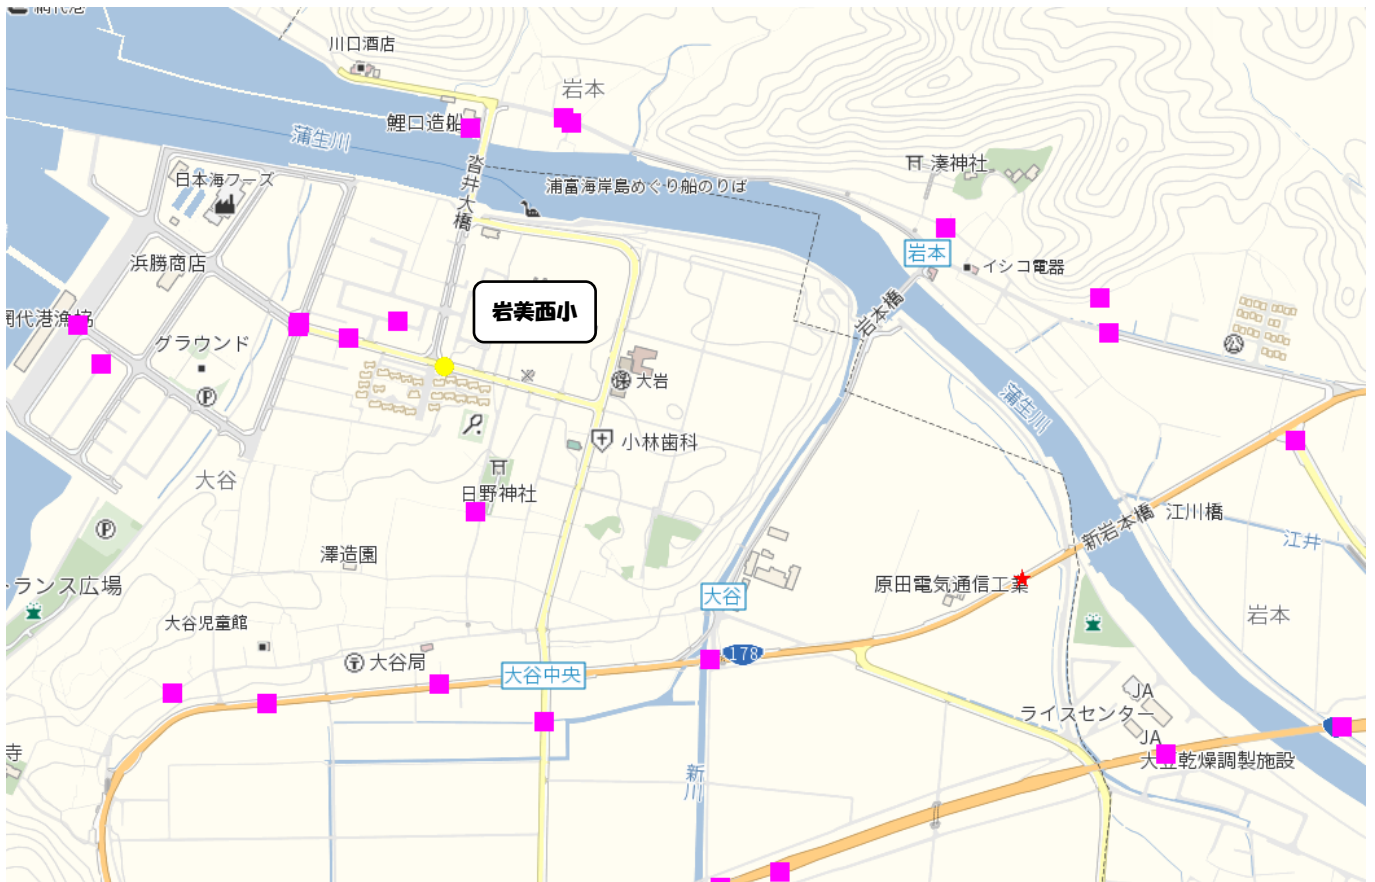 網代港
川口酒店
岩本
鯉口造船
蒲生川
沓井大橋
湊神社
日本海フーズ
浦富海岸島めぐり船のりば
岩本
イシコ電器
浜勝商店
岩美西小
岩本橋
網代港漁協
グラウンド
P
大岩
蒲生川
小林歯科
大谷
日野神社
新岩本橋
江川橋
P
江井
澤造園
トランス広場
原田電気通信工業
大谷
岩本
大谷児童館
178
大谷局
大谷中央
JA
ライスセンター
JA
寺
大豆乾燥調製施設
新川